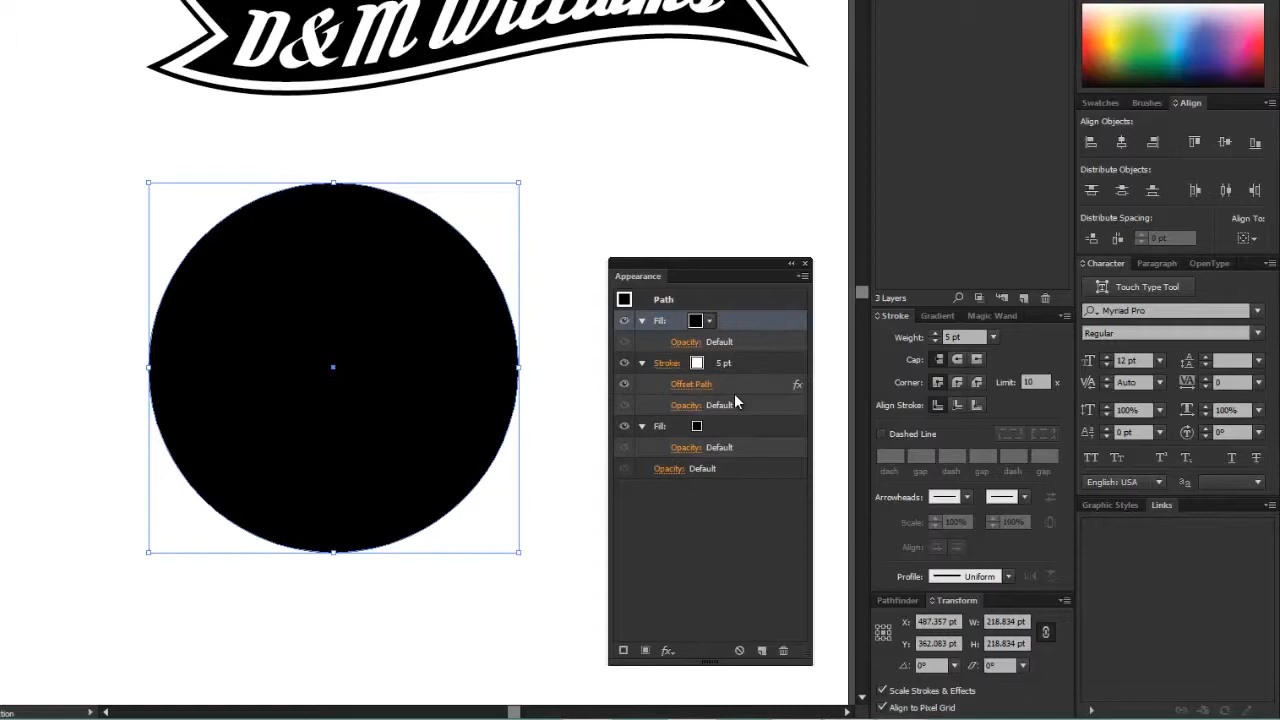 D&M Williams
Swatches Brushes Align
Align Objects:
Distribute Objects:
Distribute Spacing: Align To:
0 pt
Character Paragraph OpenType
Touch Type Tool
Myriad Pro
Regular
12 pt
Auto 0
100% 100%
0 pt 0°
English: USA
Graphic Styles Links
3 Layers
Stroke Gradient Magic Wand
Weight: 5 pt
Cap:
Corner: Limit: 10 x
Align Stroke:
Dashed Line
dash gap dash gap dash gap
Arrowheads:
Scale: 100% 100%
Align:
Profile: Uniform
Pathfinder Transform
X: 487.357 pt W: 218.834 pt
Y: 362.083 pt H: 218.834 pt
0° 0°
Scale Strokes & Effects
Align to Pixel Grid
Appearance
Path
Fill:
Opacity: Default
Stroke: 5 pt
Offset Path fx
Opacity: Default
Fill:
Opacity: Default
Opacity: Default
fx
tion